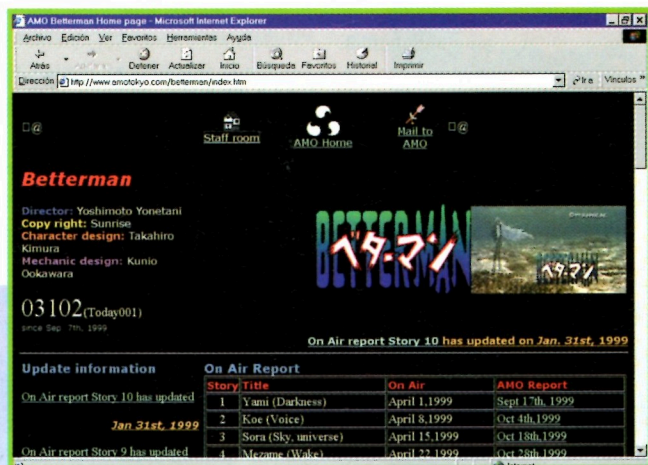 AMO Betterman Home page - Microsoft Internet Explorer
Archivo Edición Ver Favoritos Herramientas Ayuda
Atrás Detener Actualizar Inicio Búsqueda Favoritos Historial Imprimir
Dirección http://www.amotokyo.com/betterman/index.htm Ir a Vínculos »
@ Staff room AMO Home Mail to AMO @
Betterman
Director: Yoshimoto Yonetani
Copy right: Sunrise
Character design: Takahiro
Kimura
Mechanic design: Kunio
Ookawara
BETTERMAN
ベターマン
ベターマン
03102(Today001)
since Sep. 7th, 1999
On Air report Story 10 has updated on Jan. 31st, 1999
Update information
On Air report Story 10 has updated
Jan 31st, 1999
On Air report Story 9 has updated
On Air Report
Story Title On Air AMO Report
1 Yami (Darkness) April 1,1999 Sept 17th, 1999
2 Koe (Voice) April 8,1999 Oct 4th,1999
3 Sora (Sky, universe) April 15,1999 Oct 18th,1999
4 Mezame (Wake) April 22,1999 Oct 28th,1999
Internet